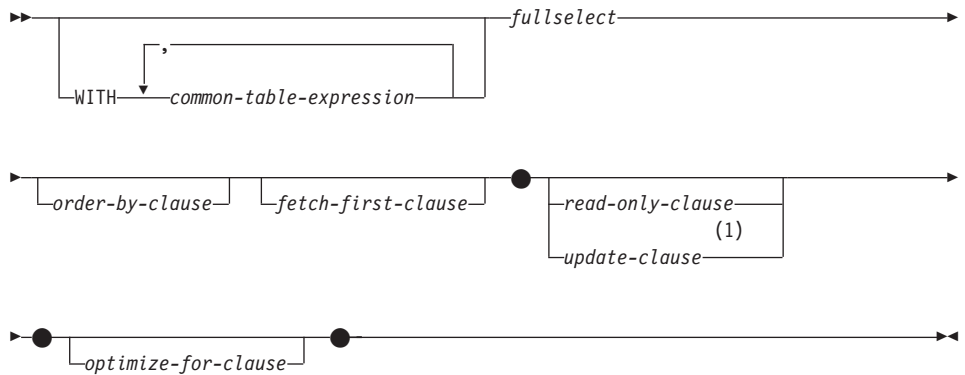 fullselect
,
WITH common-table-expression
order-by-clause fetch-first-clause read-only-clause
(1)
update-clause
optimize-for-clause